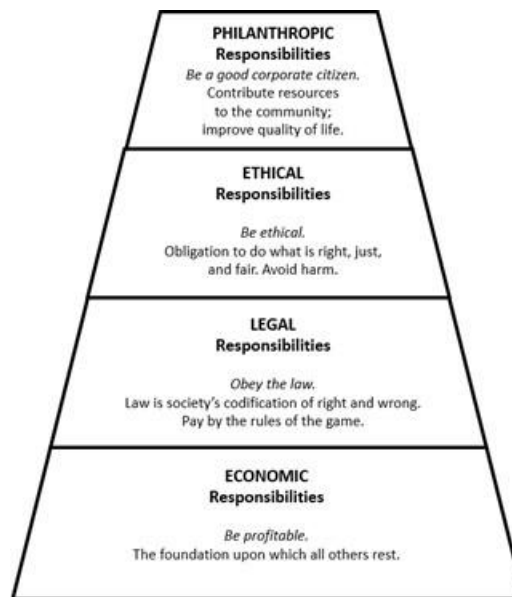 PHILANTHROPIC
Responsibilities
Be a good corporate citizen.
Contribute resources
to the community;
improve quality of life.
ETHICAL
Responsibilities
Be ethical.
Obligation to do what is right, just,
and fair. Avoid harm.
LEGAL
Responsibilities
Obey the law.
Law is society's codification of right and wrong.
Pay by the rules of the game.
ECONOMIC
Responsibilities
Be profitable.
The foundation upon which all others rest.